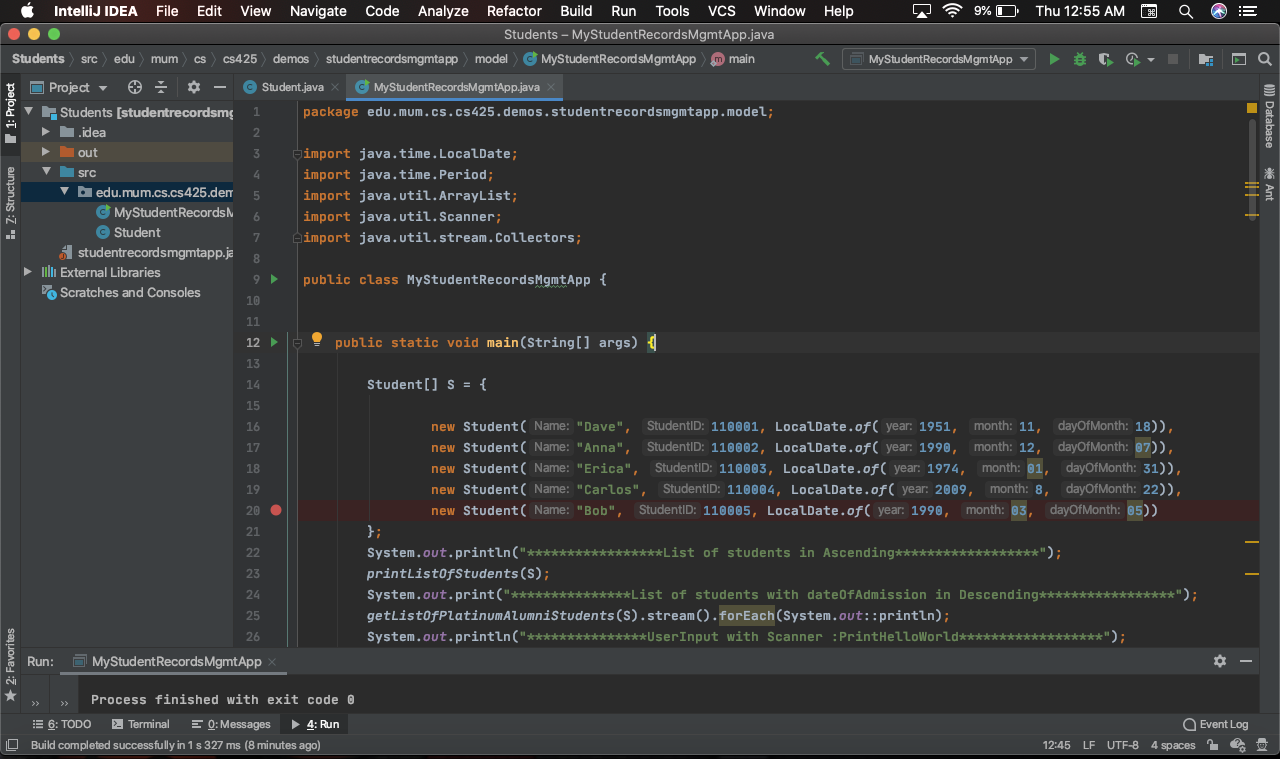 IntelliJ IDEA File Edit View Navigate Code Analyze Refactor Build Run Tools VCS Window Help 9% Thu 12:55 AM
Students – MyStudentRecordsMgmtApp.java
Students src edu mum cs cs425 demos studentrecordsmgmtapp model MyStudentRecordsMgmtApp main MyStudentRecordsMgmtApp
Project Student.java MyStudentRecordsMgmtApp.java
1: Project
Z: Structure
2: Favorites
Students [studentrecordsmg
.idea
out
src
edu.mum.cs.cs425.dem
MyStudentRecordsM
Student
studentrecordsmgmtapp.ja
External Libraries
Scratches and Consoles
1 package edu.mum.cs.cs425.demos.studentrecordsmgmtapp.model;
2
3 import java.time.LocalDate;
4 import java.time.Period;
5 import java.util.ArrayList;
6 import java.util.Scanner;
7 import java.util.stream.Collectors;
8
9 public class MyStudentRecordsMgmtApp {
10
11
12 public static void main(String[] args) {
13
14 Student[] S = {
15
16 new Student( Name: "Dave", StudentID: 110001, LocalDate.of( year: 1951, month: 11, dayOfMonth: 18)),
17 new Student( Name: "Anna", StudentID: 110002, LocalDate.of( year: 1990, month: 12, dayOfMonth: 07)),
18 new Student( Name: "Erica", StudentID: 110003, LocalDate.of( year: 1974, month: 01, dayOfMonth: 31)),
19 new Student( Name: "Carlos", StudentID: 110004, LocalDate.of( year: 2009, month: 8, dayOfMonth: 22)),
20 new Student( Name: "Bob", StudentID: 110005, LocalDate.of( year: 1990, month: 03, dayOfMonth: 05))
21 };
22 System.out.println("*****************List of students in Ascending******************");
23 printListOfStudents(S);
24 System.out.print("***************List of students with dateOfAdmission in Descending*****************");
25 getListOfPlatinumAlumniStudents(S).stream().forEach(System.out::println);
26 System.out.println("***************UserInput with Scanner :PrintHelloWorld******************");
Database
Ant
Run: MyStudentRecordsMgmtApp
Process finished with exit code 0
6: TODO Terminal 0: Messages 4: Run Event Log
Build completed successfully in 1 s 327 ms (8 minutes ago) 12:45 LF UTF-8 4 spaces